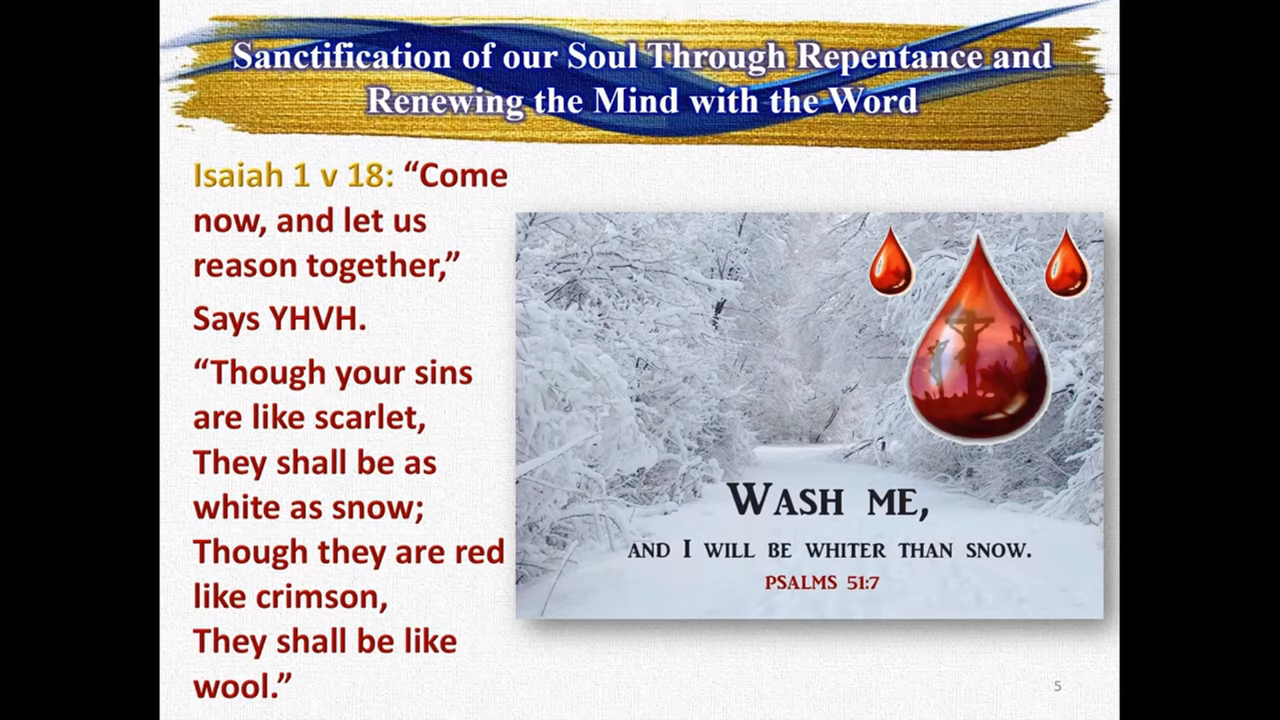 Sanctification of our Soul Through Repentance and
Renewing the Mind with the Word
Isaiah 1 v 18: “Come
now, and let us
reason together,”
Says YHVH.
“Though your sins
are like scarlet,
They shall be as
white as snow;
Though they are red
like crimson,
They shall be like
wool.”
WASH ME,
AND I WILL BE WHITER THAN SNOW.
PSALMS 51:7
5